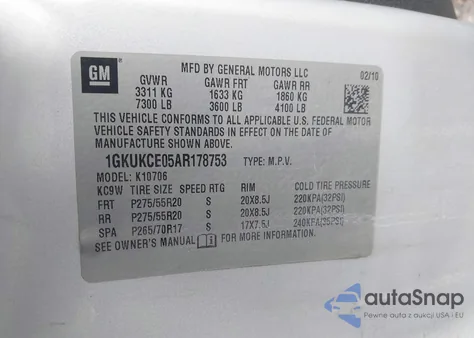 GM
MFD BY GENERAL MOTORS LLC 02/10
GVWR GAWR FRT GAWR RR
3311 KG 1633 KG 1860 KG
7300 LB 3600 LB 4100 LB
THIS VEHICLE CONFORMS TO ALL APPLICABLE U.S. FEDERAL MOTOR
VEHICLE SAFETY STANDARDS IN EFFECT ON THE DATE OF
MANUFACTURE SHOWN ABOVE.
1GKUKCE05AR178753 TYPE: M.P.V.
MODEL: K10706
KC9W TIRE SIZE SPEED RTG RIM COLD TIRE PRESSURE
FRT P275/55R20 S 20X8.5J 220KPA(32PSI)
RR P275/55R20 S 20X8.5J 220KPA(32PSI)
SPA P265/70R17 S 17X7.5J 240KPA(35PSI)
SEE OWNER'S MANUAL FOR MORE INFORMATION.
autoSnap
Pewne auta z aukcji USA i EU